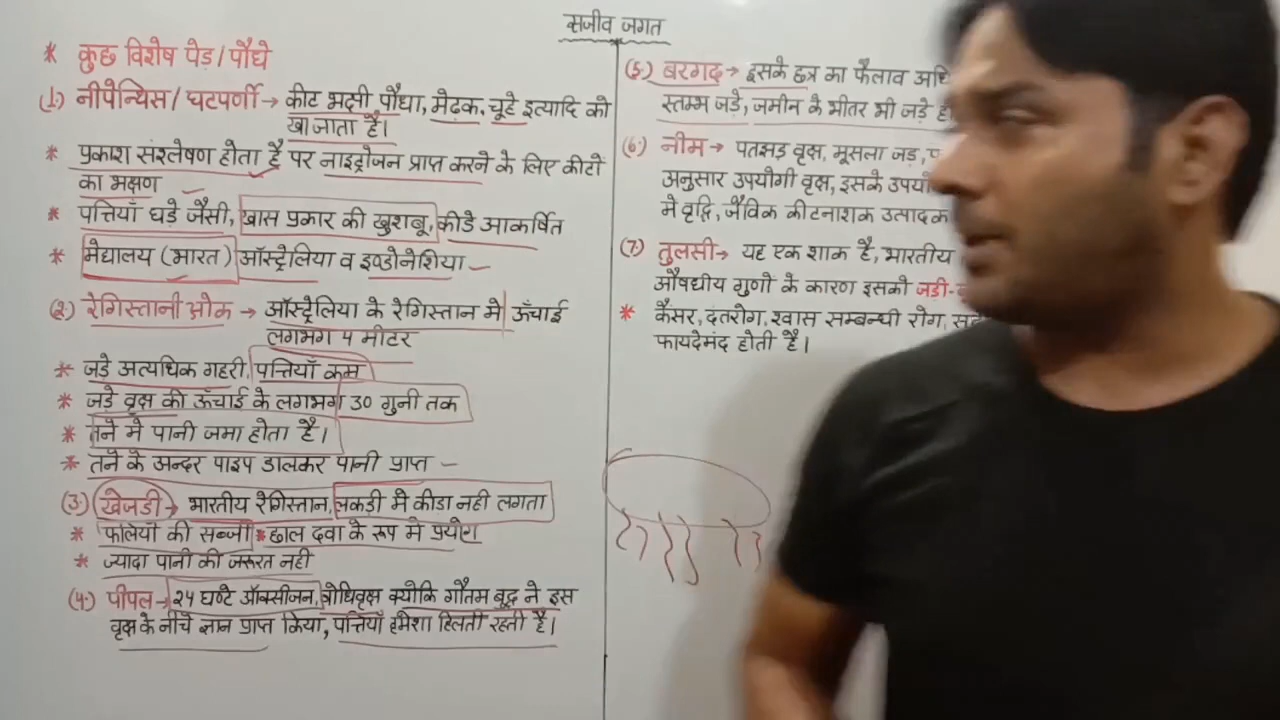 सजीव जगत
* कुछ विशेष पेड़/पौधे
(1.) नीपेन्थिस/घटपर्णी → कीट भक्षी पौधा, मेढ़क, चूहे इत्यादि को
खा जाता है।
* प्रकाश संश्लेषण होता है पर नाइट्रोजन प्राप्त करने के लिए कीटों
का भक्षण
* पत्तियाँ घड़े जैसी, खास प्रकार की खुशबू, कीडे आकर्षित
* मेघालय (भारत) ऑस्ट्रेलिया व इण्डोनेशिया
(2.) रेगिस्तानी ओक → ऑस्ट्रेलिया के रेगिस्तान मे ऊँचाई
लगभग 4 मीटर
* जड़े अत्यधिक गहरी, पत्तियाँ कम
* जड़े वृक्ष की ऊँचाई के लगभग 30 गुनी तक
* तने मे पानी जमा होता है।
* तने के अन्दर पाइप डालकर पानी प्राप्त
(3.) खेजडी → भारतीय रेगिस्तान, लकड़ी मे कीडा नही लगता
* फलियों की सब्जी * छाल दवा के रूप मे प्रयोग
* ज्यादा पानी की जरूरत नही
(4.) पीपल → 24 घण्टे ऑक्सीजन, बोधिवृक्ष क्योकि गौतम बुद्ध ने इस
वृक्ष के नीचे ज्ञान प्राप्त किया, पत्तियाँ हमेशा हिलती रहती है।
(5.) बरगद → इसके छत्र का फैलाव
स्तम्भ जड़े, जमीन के भीतर भी जड़े
(6.) नीम → पतझड़ वृक्ष, मूसला जड़,
अनुसार उपयोगी वृक्ष, इसके
मे वृद्धि, जैविक कीटनाशक उत्पादक
(7.) तुलसी → यह एक शाक है, भारतीय
औषधीय गुणों के कारण इसको जडी-
* कैंसर, दंतरोग, श्वास सम्बन्धी रोग,
फायदेमंद होती है।